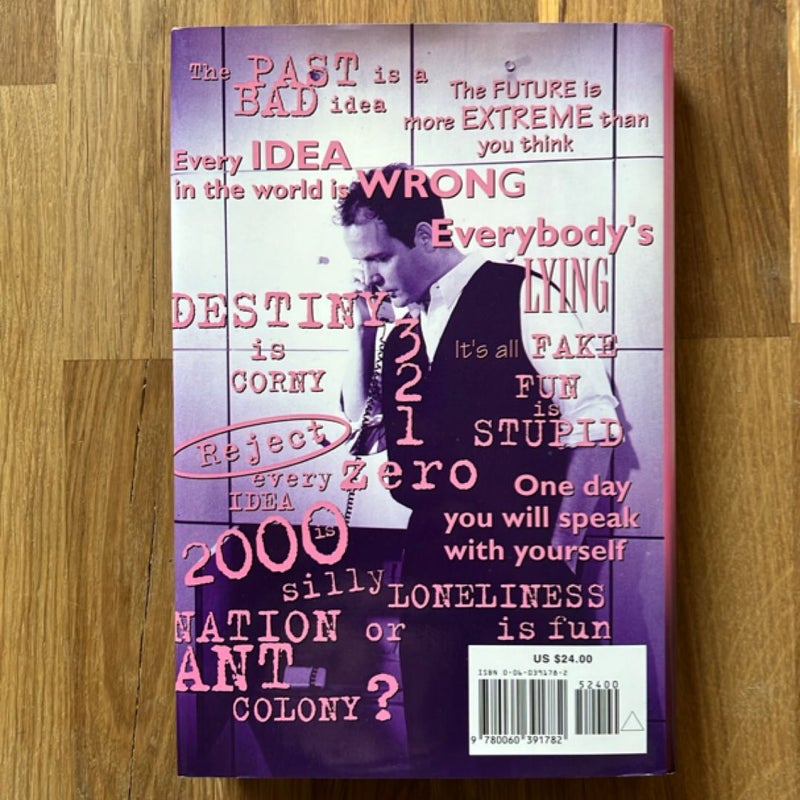 The PAST is a
BAD idea
The FUTURE is
more EXTREME than
you think
Every IDEA
in the world is WRONG
Everybody's
LYING
DESTINY
is
CORNY
3
2
1
zero
It's all FAKE
FUN
is
STUPID
Reject
every
IDEA
One day
you will speak
with yourself
2000 is
silly
LONELINESS
is fun
NATION or
ANT
COLONY?
US $24.00
ISBN 0-06-039178-2
52400
9 780060 391782